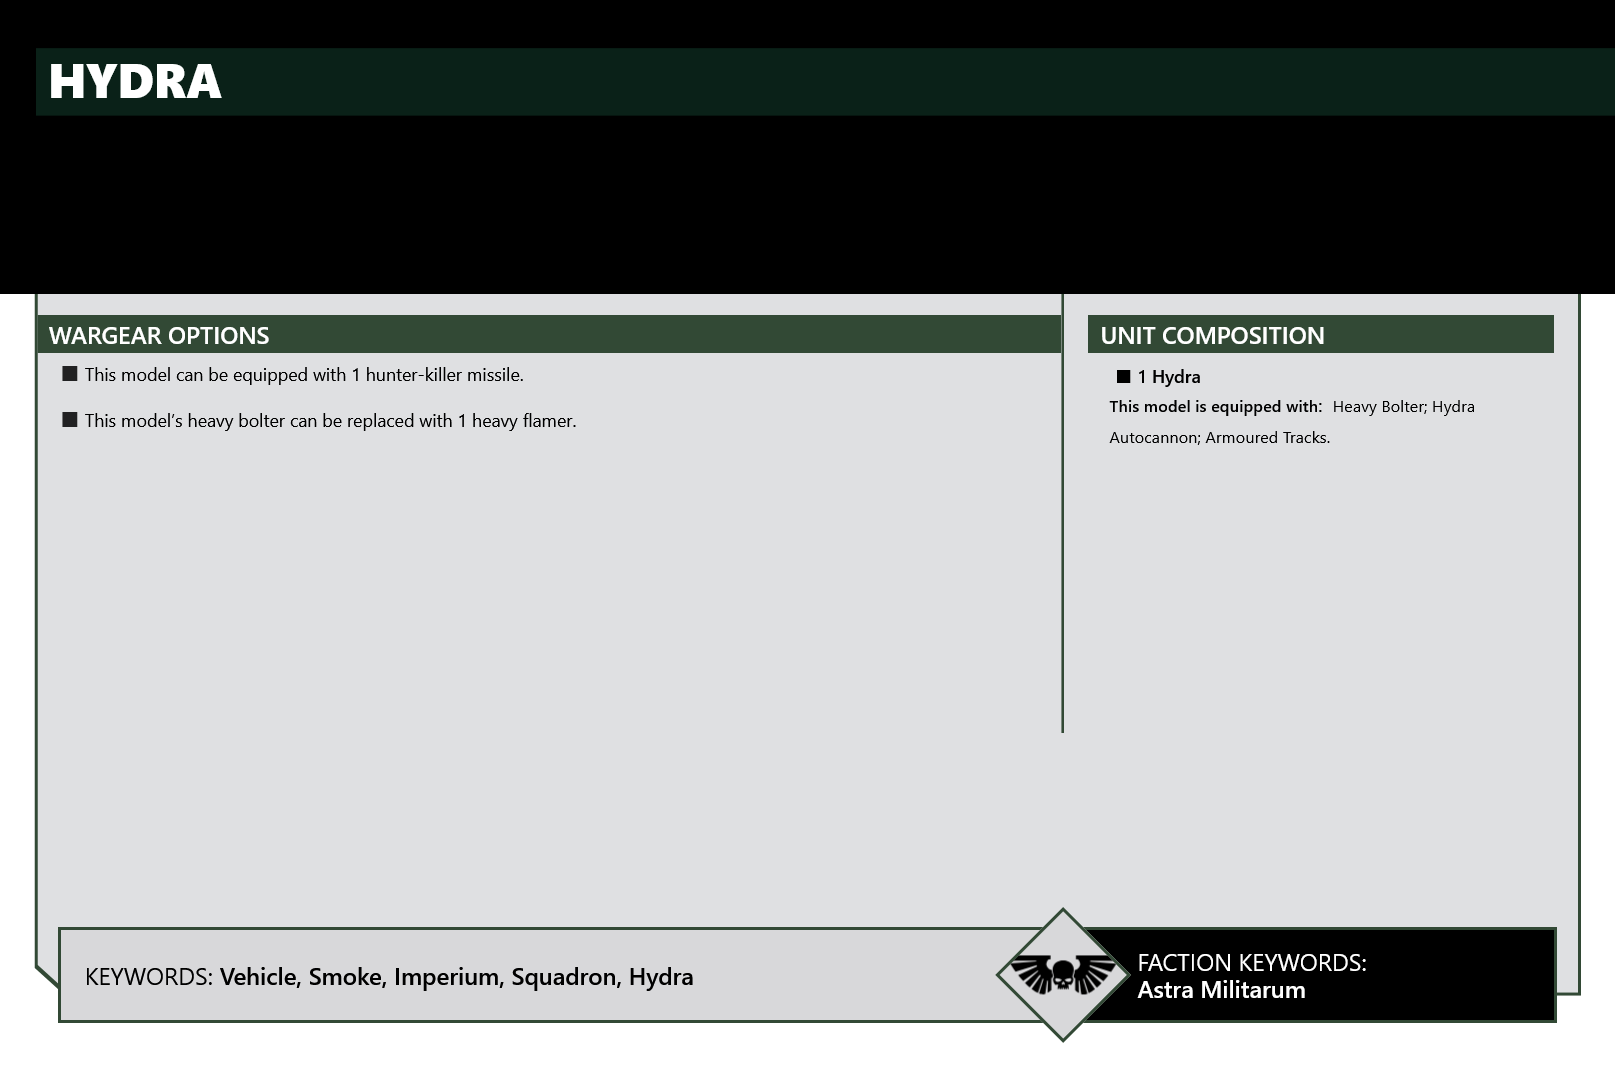 HYDRA
WARGEAR OPTIONS
■ This model can be equipped with 1 hunter-killer missile.
■ This model's heavy bolter can be replaced with 1 heavy flamer.
UNIT COMPOSITION
■ 1 Hydra
This model is equipped with: Heavy Bolter; Hydra
Autocannon; Armoured Tracks.
KEYWORDS: Vehicle, Smoke, Imperium, Squadron, Hydra
FACTION KEYWORDS:
Astra Militarum